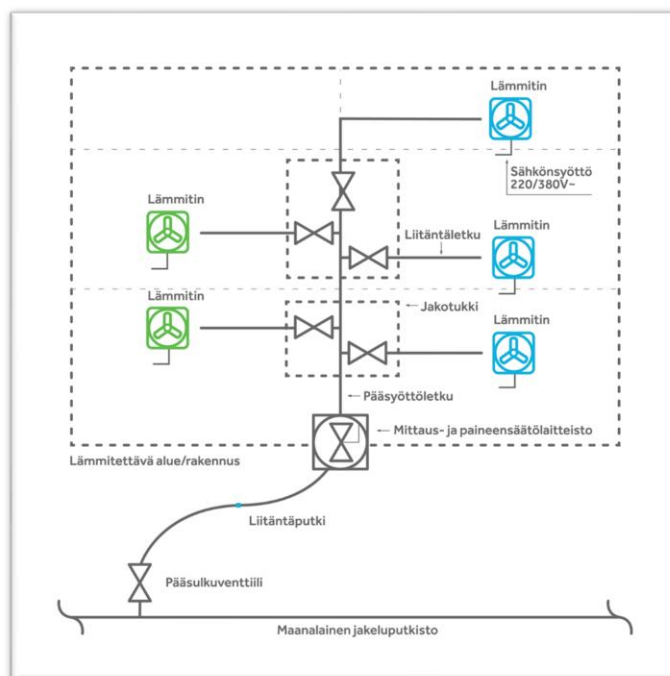 Lämmitin
Sähkönsyöttö
220/380V~
Lämmitin
Liitäntäletku
Lämmitin
Lämmitin
Jakotukki
Lämmitin
Pääsyöttöletku
Mittaus- ja paineensäätölaitteisto
Lämmitettävä alue/rakennus
Liitäntäputki
Pääsulkuventtiili
Maanalainen jakeluputkisto